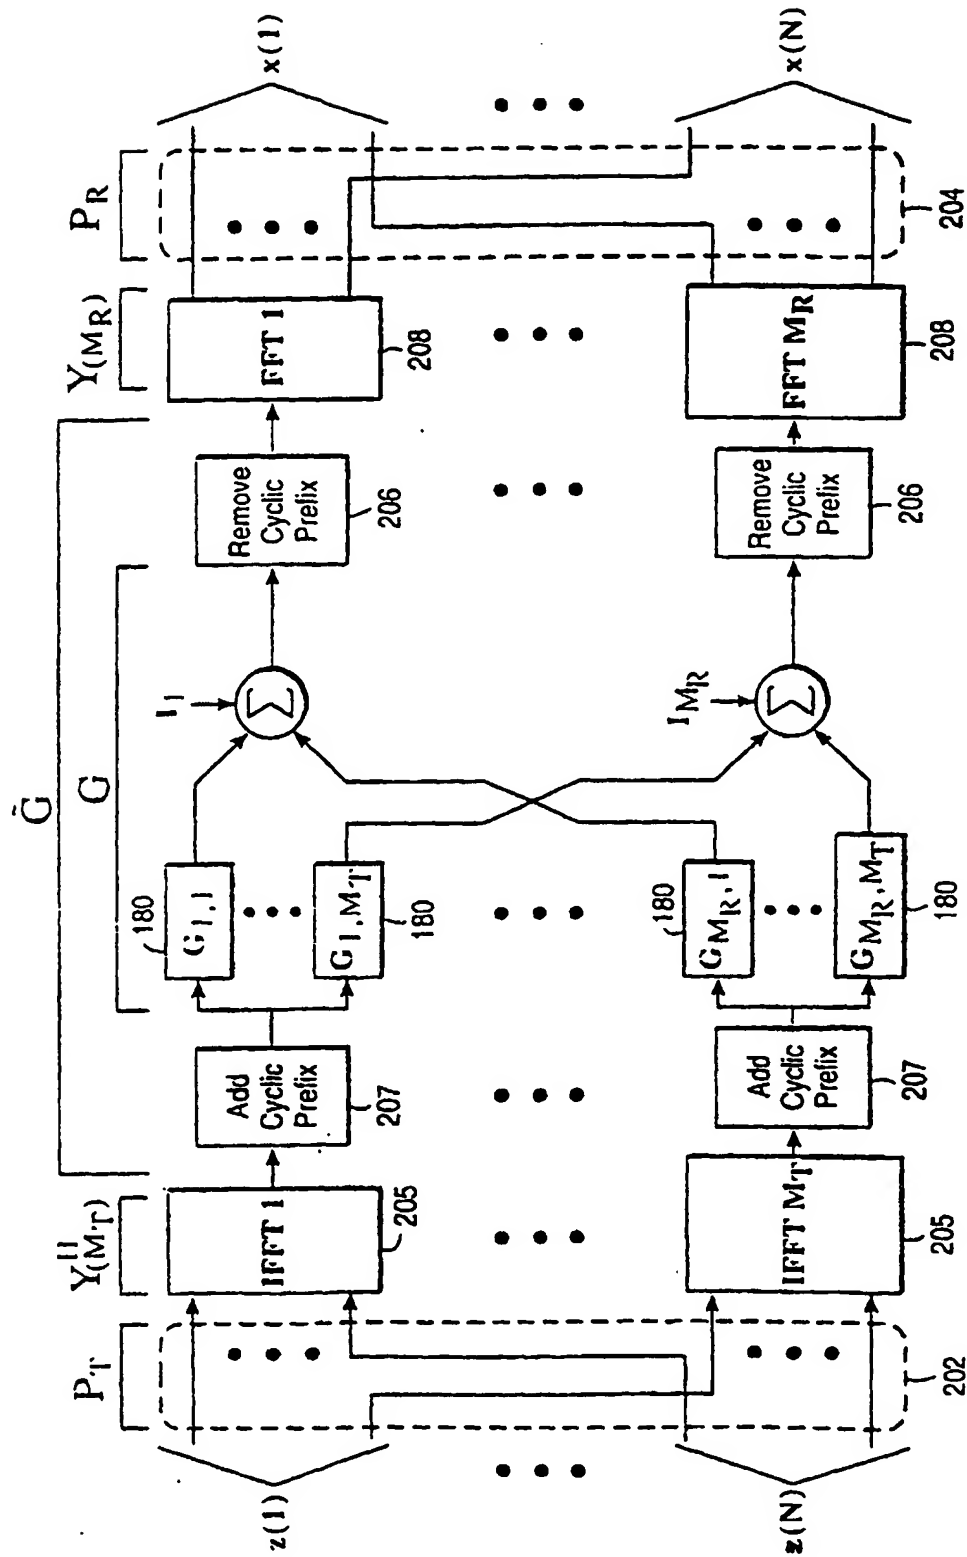 G̃
G
P_T
Y^H_(M_T)
Y_(M_R)
P_R
z(1)
IFFT 1
205
Add
Cyclic
Prefix
207
180
G_1,1
G_1,M_T
180
I_1
Σ
Remove
Cyclic
Prefix
206
FFT 1
208
x(1)
z(N)
202
IFFT M_T
205
Add
Cyclic
Prefix
207
180
G_M_R,1
G_M_R,M_T
180
I_M_R
Σ
Remove
Cyclic
Prefix
206
FFT M_R
208
204
x(N)